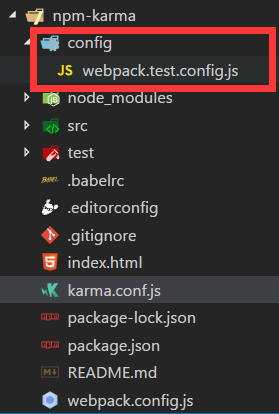 npm-karma
config
JS webpack.test.config.js
node_modules
src
test
BABEL .babelrc
.editorconfig
.gitignore
index.html
karma.conf.js
package-lock.json
package.json
README.md
webpack.config.js